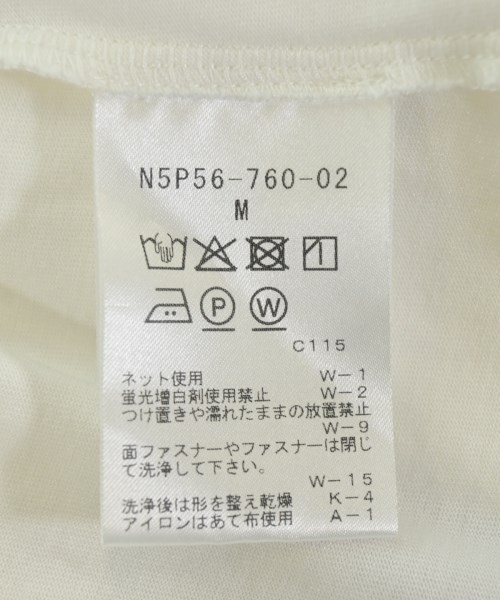 N5P56-760-02
M
P W
C115
ネット使用 W-1
蛍光増白剤使用禁止 W-2
つけ置きや濡れたままの放置禁止
W-9
面ファスナーやファスナーは閉じ
て洗浄して下さい。
W-15
洗浄後は形を整え乾燥 K-4
アイロンはあて布使用 A-1